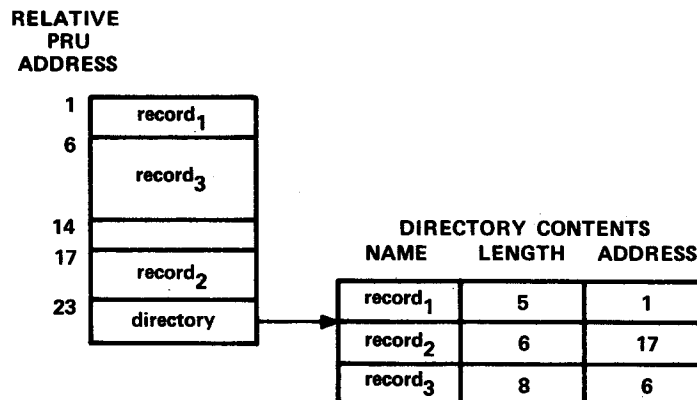 RELATIVE
PRU
ADDRESS
1
record1
6
record3
14
17
record2
23
directory
DIRECTORY CONTENTS
NAME LENGTH ADDRESS
record1 5 1
record2 6 17
record3 8 6